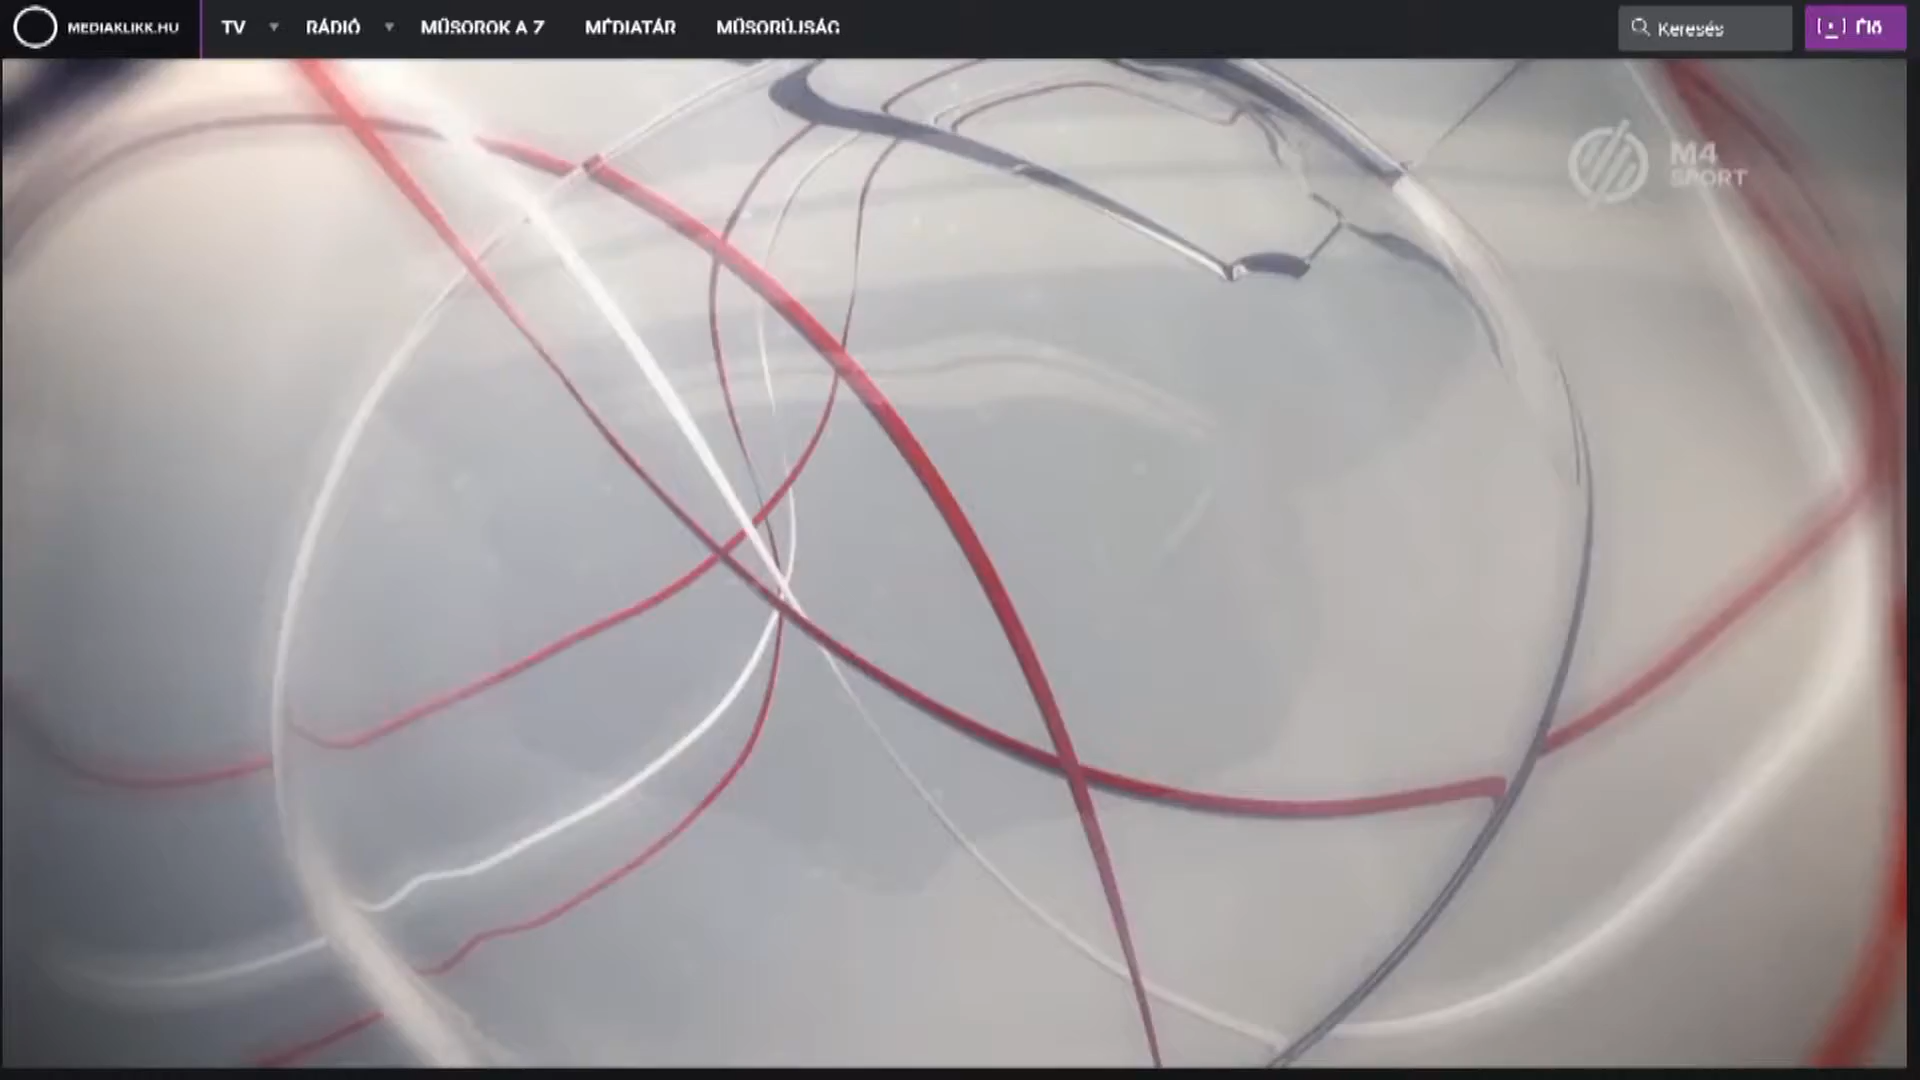 MEDIAKLIKK.HU
TV
RÁDIÓ
MŰSOROK A-Z
MÉDIATÁR
MŰSORÚJSÁG
Keresés
Élő
M4
SPORT